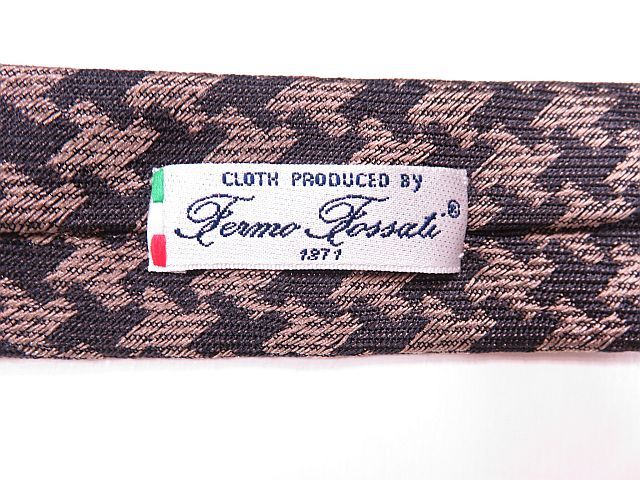 CLOTH PRODUCED BY
Fermo Fossati®
1871